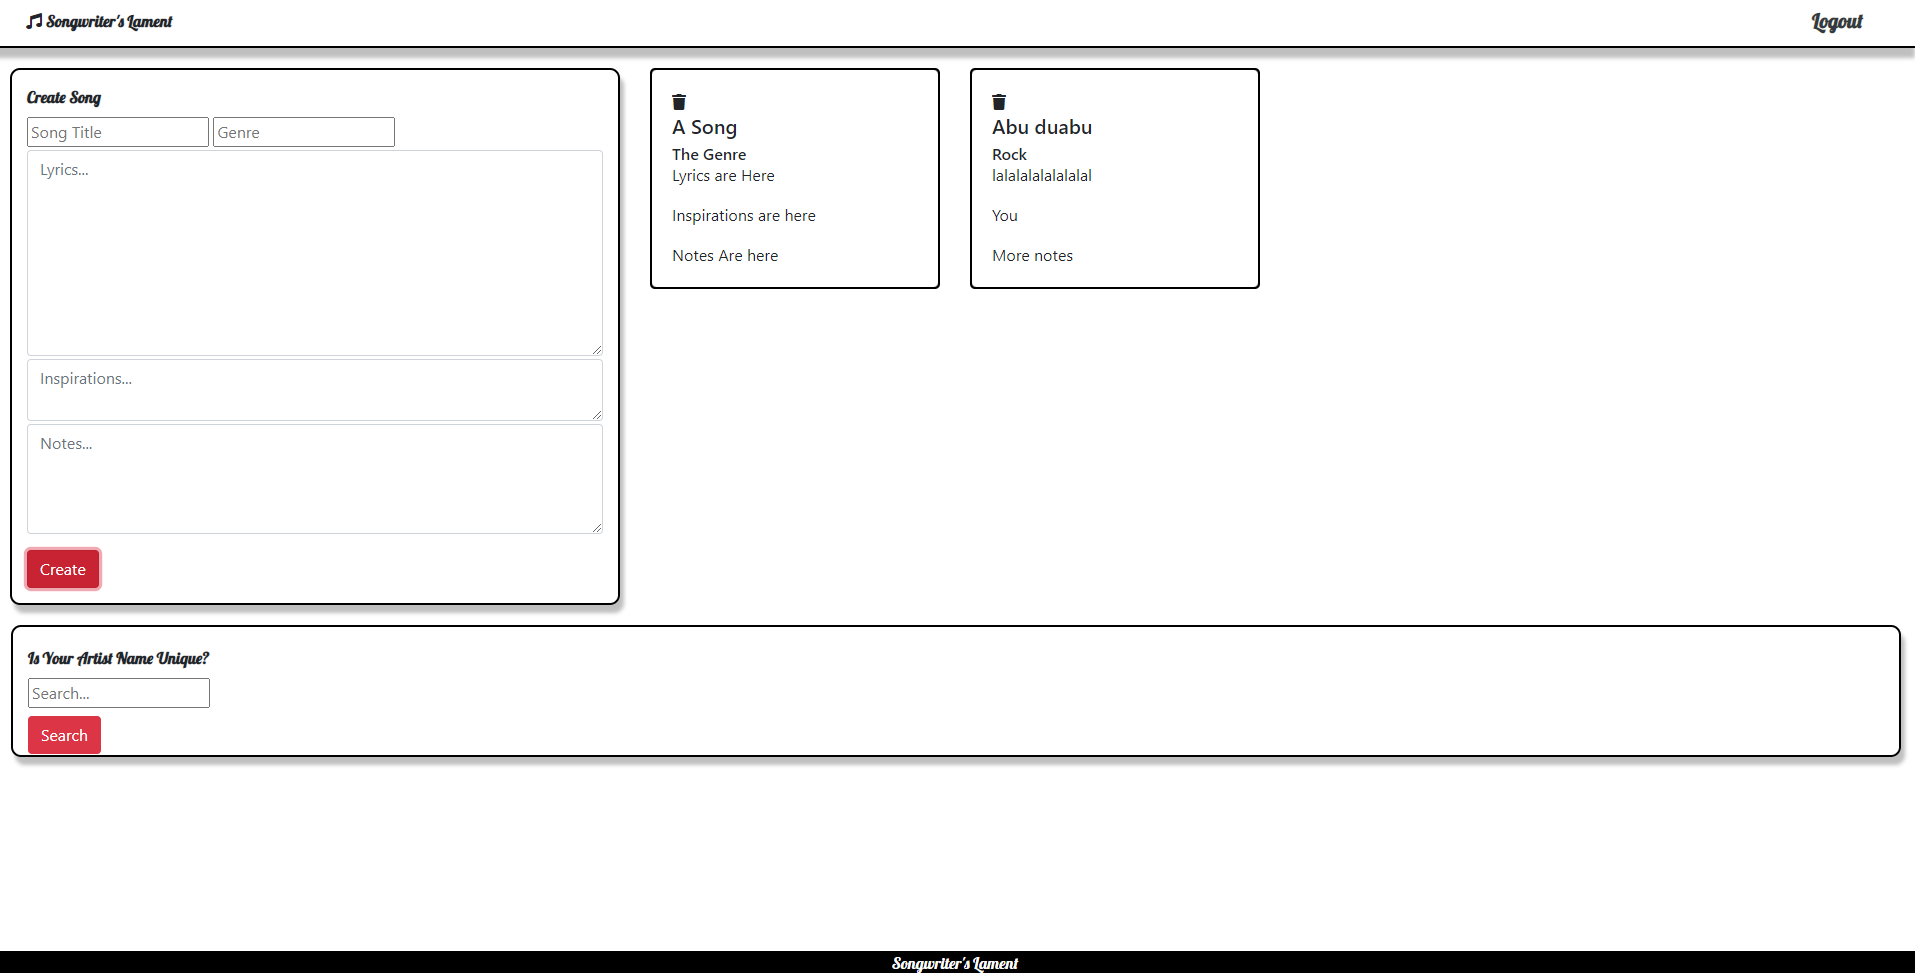 Songwriter's Lament
Logout
Create Song
Song Title
Genre
Lyrics...
Inspirations...
Notes...
Create
A Song
The Genre
Lyrics are Here
Inspirations are here
Notes Are here
Abu duabu
Rock
lalalalalalalalal
You
More notes
Is Your Artist Name Unique?
Search...
Search
Songwriter's Lament